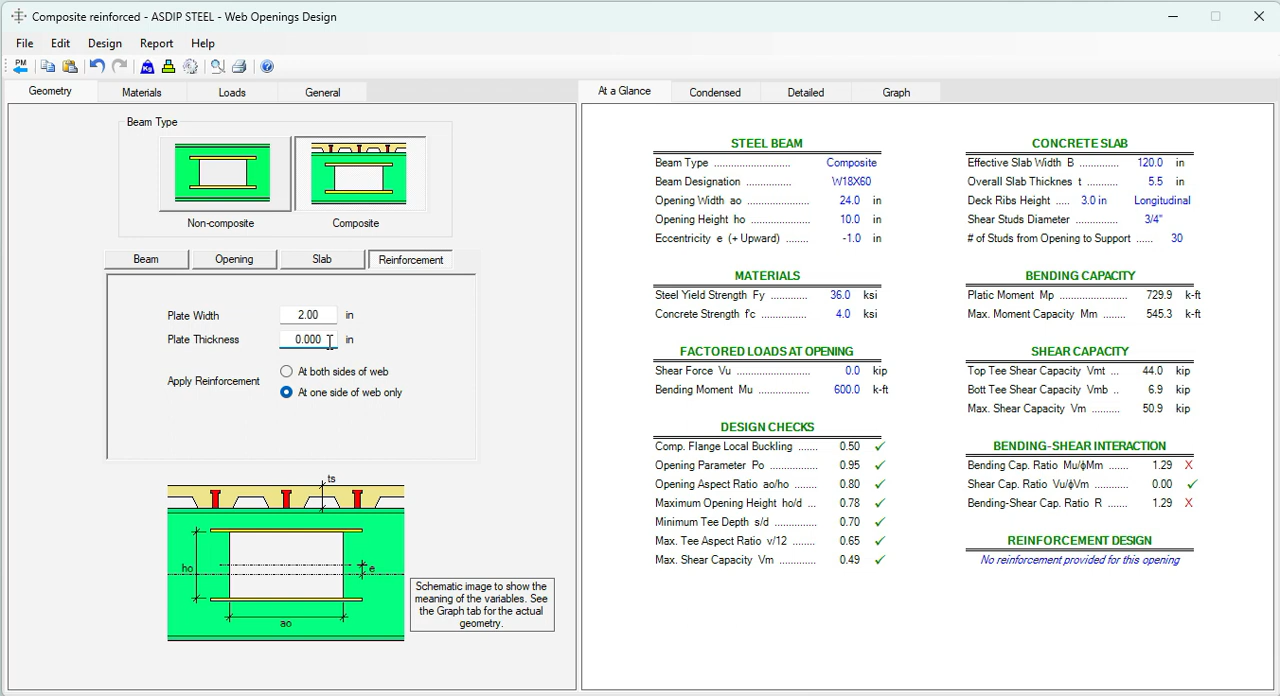 Composite reinforced - ASDIP STEEL - Web Openings Design
File Edit Design Report Help
PM
Kg
Geometry Materials Loads General
Beam Type
Non-composite Composite
Beam Opening Slab Reinforcement
Plate Width 2.00 in
Plate Thickness 0.000 in
Apply Reinforcement
At both sides of web
At one side of web only
ts
ho
e
ao
Schematic image to show the
meaning of the variables. See
the Graph tab for the actual
geometry.
At a Glance Condensed Detailed Graph
STEEL BEAM
Beam Type .......................... Composite
Beam Designation ............... W18X60
Opening Width ao .................... 24.0 in
Opening Height ho ................... 10.0 in
Eccentricity e (+ Upward) ....... -1.0 in
MATERIALS
Steel Yield Strength Fy ............ 36.0 ksi
Concrete Strength f'c .............. 4.0 ksi
FACTORED LOADS AT OPENING
Shear Force Vu ...................... 0.0 kip
Bending Moment Mu ................. 600.0 k-ft
DESIGN CHECKS
Comp. Flange Local Buckling ...... 0.50 ✓
Opening Parameter Po ............... 0.95 ✓
Opening Aspect Ratio ao/ho ....... 0.80 ✓
Maximum Opening Height ho/d ... 0.78 ✓
Minimum Tee Depth s/d .............. 0.70 ✓
Max. Tee Aspect Ratio v/12 ....... 0.65 ✓
Max. Shear Capacity Vm ............ 0.49 ✓
CONCRETE SLAB
Effective Slab Width B ............. 120.0 in
Overall Slab Thicknes t ........... 5.5 in
Deck Ribs Height ..... 3.0 in Longitudinal
Shear Studs Diameter ............... 3/4"
# of Studs from Opening to Support ...... 30
BENDING CAPACITY
Platic Moment Mp ....................... 729.9 k-ft
Max. Moment Capacity Mm ........ 545.3 k-ft
SHEAR CAPACITY
Top Tee Shear Capacity Vmt ... 44.0 kip
Bott Tee Shear Capacity Vmb .. 6.9 kip
Max. Shear Capacity Vm .......... 50.9 kip
BENDING-SHEAR INTERACTION
Bending Cap. Ratio Mu/ϕMm ...... 1.29 X
Shear Cap. Ratio Vu/ϕVm ............ 0.00 ✓
Bending-Shear Cap. Ratio R ....... 1.29 X
REINFORCEMENT DESIGN
No reinforcement provided for this opening